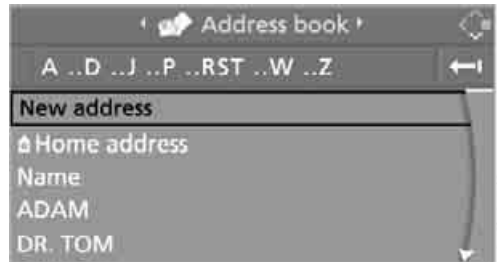 Address book
A ..D ..J ..P ..RST ..W ..Z
New address
Home address
Name
ADAM
DR. TOM